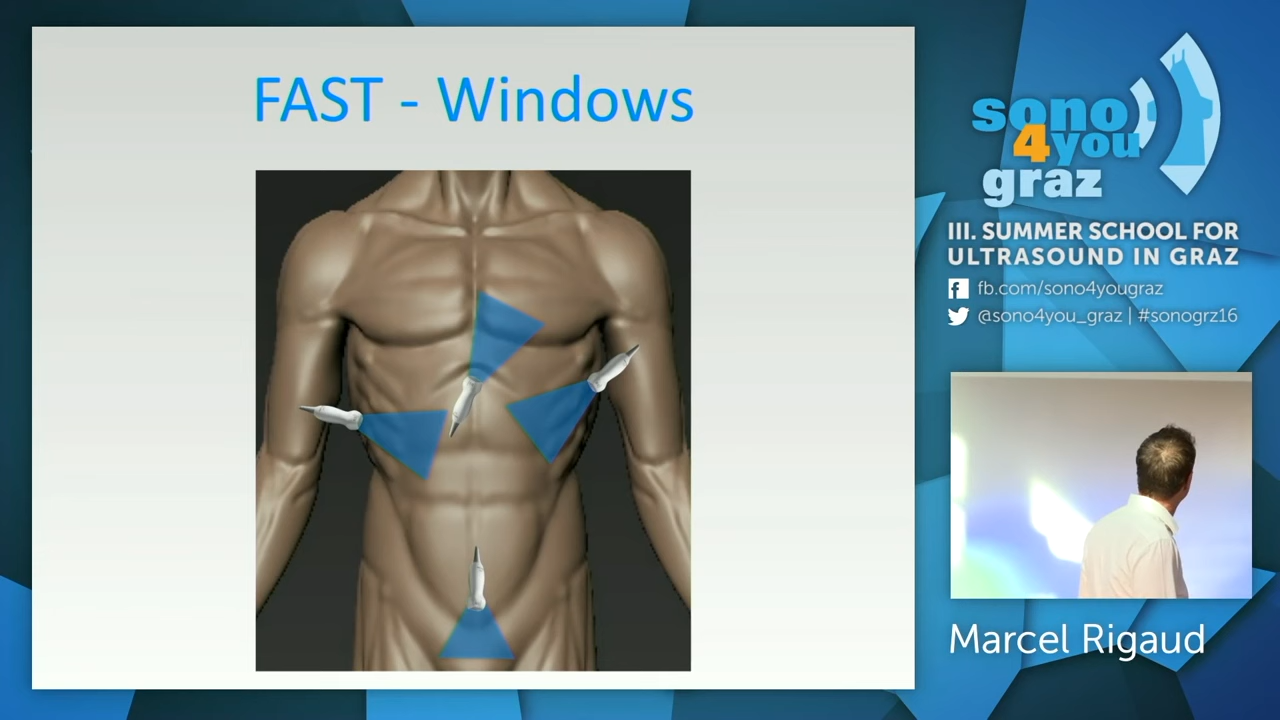 FAST - Windows
sono
4you
graz
III. SUMMER SCHOOL FOR
ULTRASOUND IN GRAZ
fb.com/sono4yougraz
@sono4you_graz | #sonogrz16
Marcel Rigaud